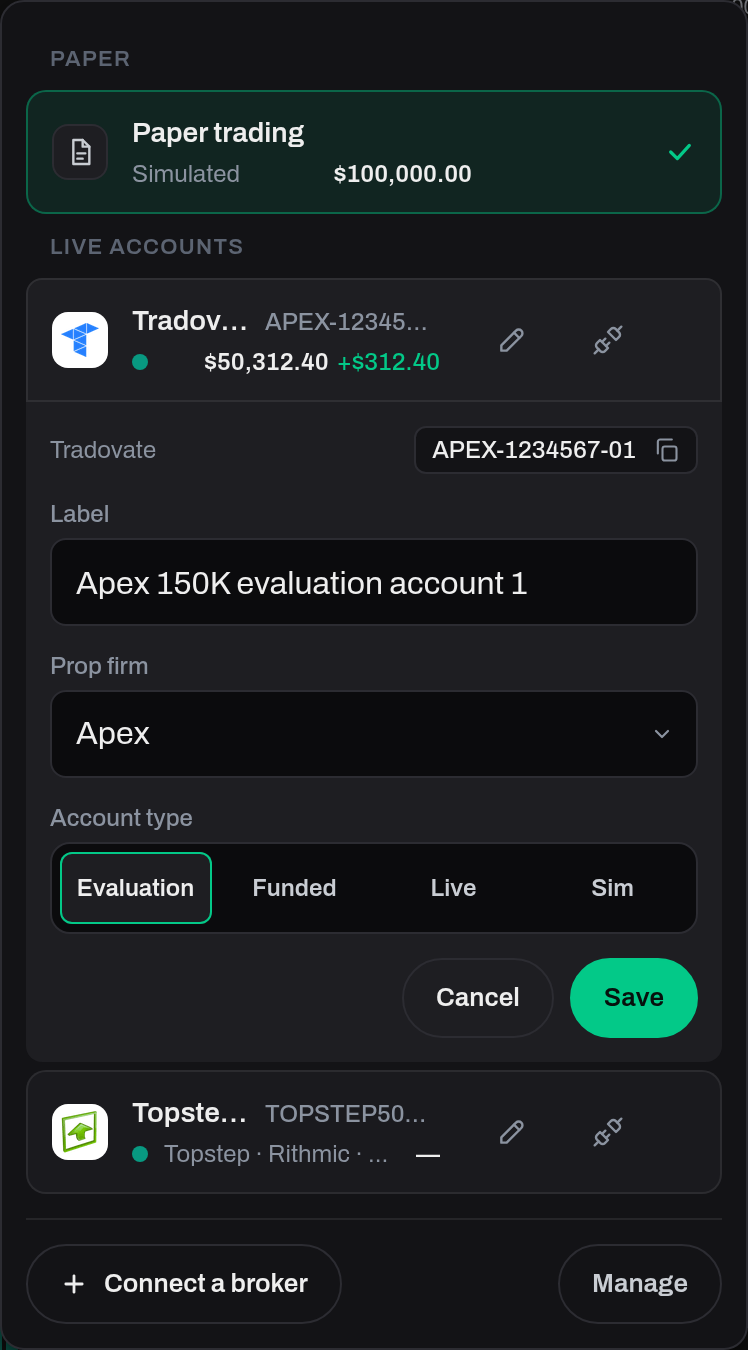 PAPER
Paper trading
Simulated $100,000.00
LIVE ACCOUNTS
Tradov... APEX-12345...
$50,312.40 +$312.40
Tradovate APEX-1234567-01
Label
Apex 150K evaluation account 1
Prop firm
Apex
Account type
Evaluation Funded Live Sim
Cancel Save
Topste... TOPSTEP50...
Topstep · Rithmic · ... —
+ Connect a broker Manage